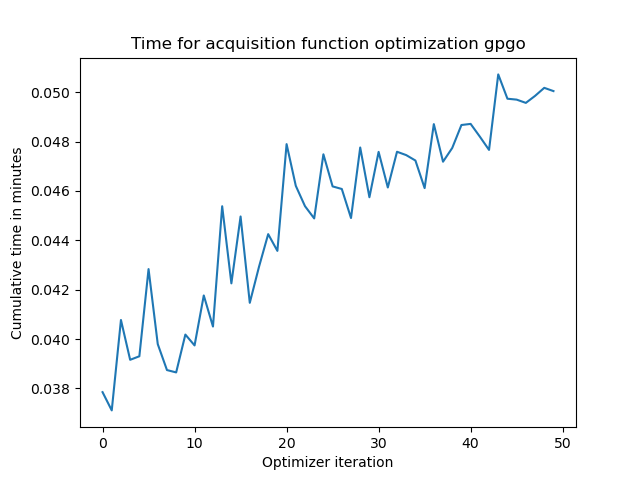 Time for acquisition function optimization gpgo
Cumulative time in minutes
0.050
0.048
0.046
0.044
0.042
0.040
0.038
0 10 20 30 40 50
Optimizer iteration